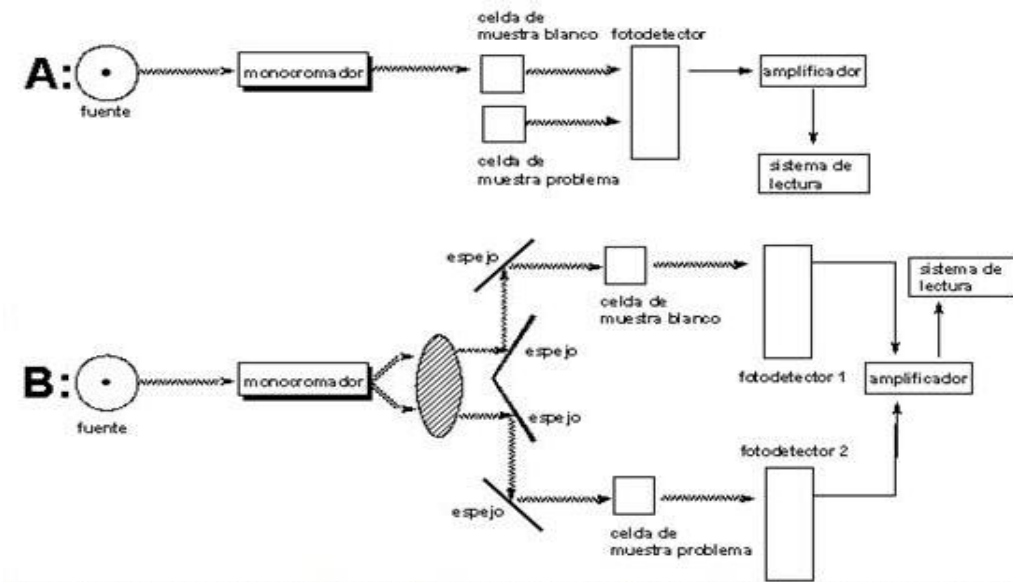 A:
fuente
monocromador
celda de
muestra blanco
fotodetector
celda de
muestra problema
amplificador
sistema de
lectura
B:
fuente
monocromador
espejo
espejo
espejo
espejo
celda de
muestra blanco
fotodetector 1
sistema de
lectura
amplificador
fotodetector 2
celda de
muestra problema